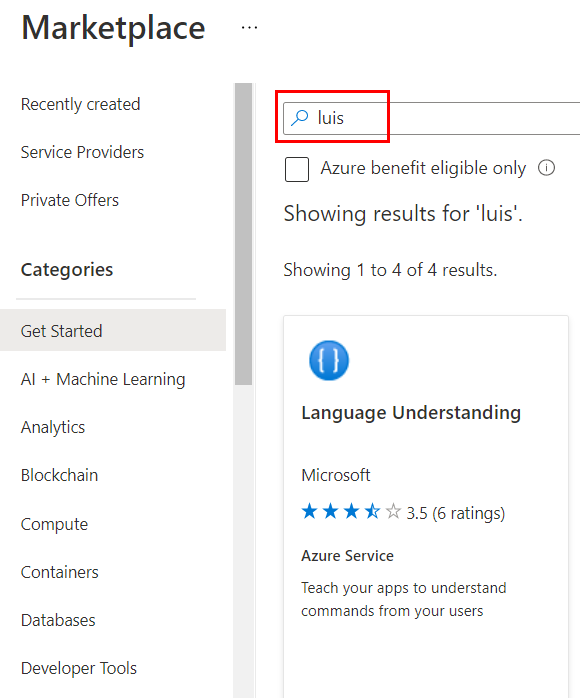 Marketplace ...
Recently created
Service Providers
Private Offers
Categories
Get Started
AI + Machine Learning
Analytics
Blockchain
Compute
Containers
Databases
Developer Tools
luis
Azure benefit eligible only
Showing results for 'luis'.
Showing 1 to 4 of 4 results.
{ }
Language Understanding
Microsoft
3.5 (6 ratings)
Azure Service
Teach your apps to understand
commands from your users